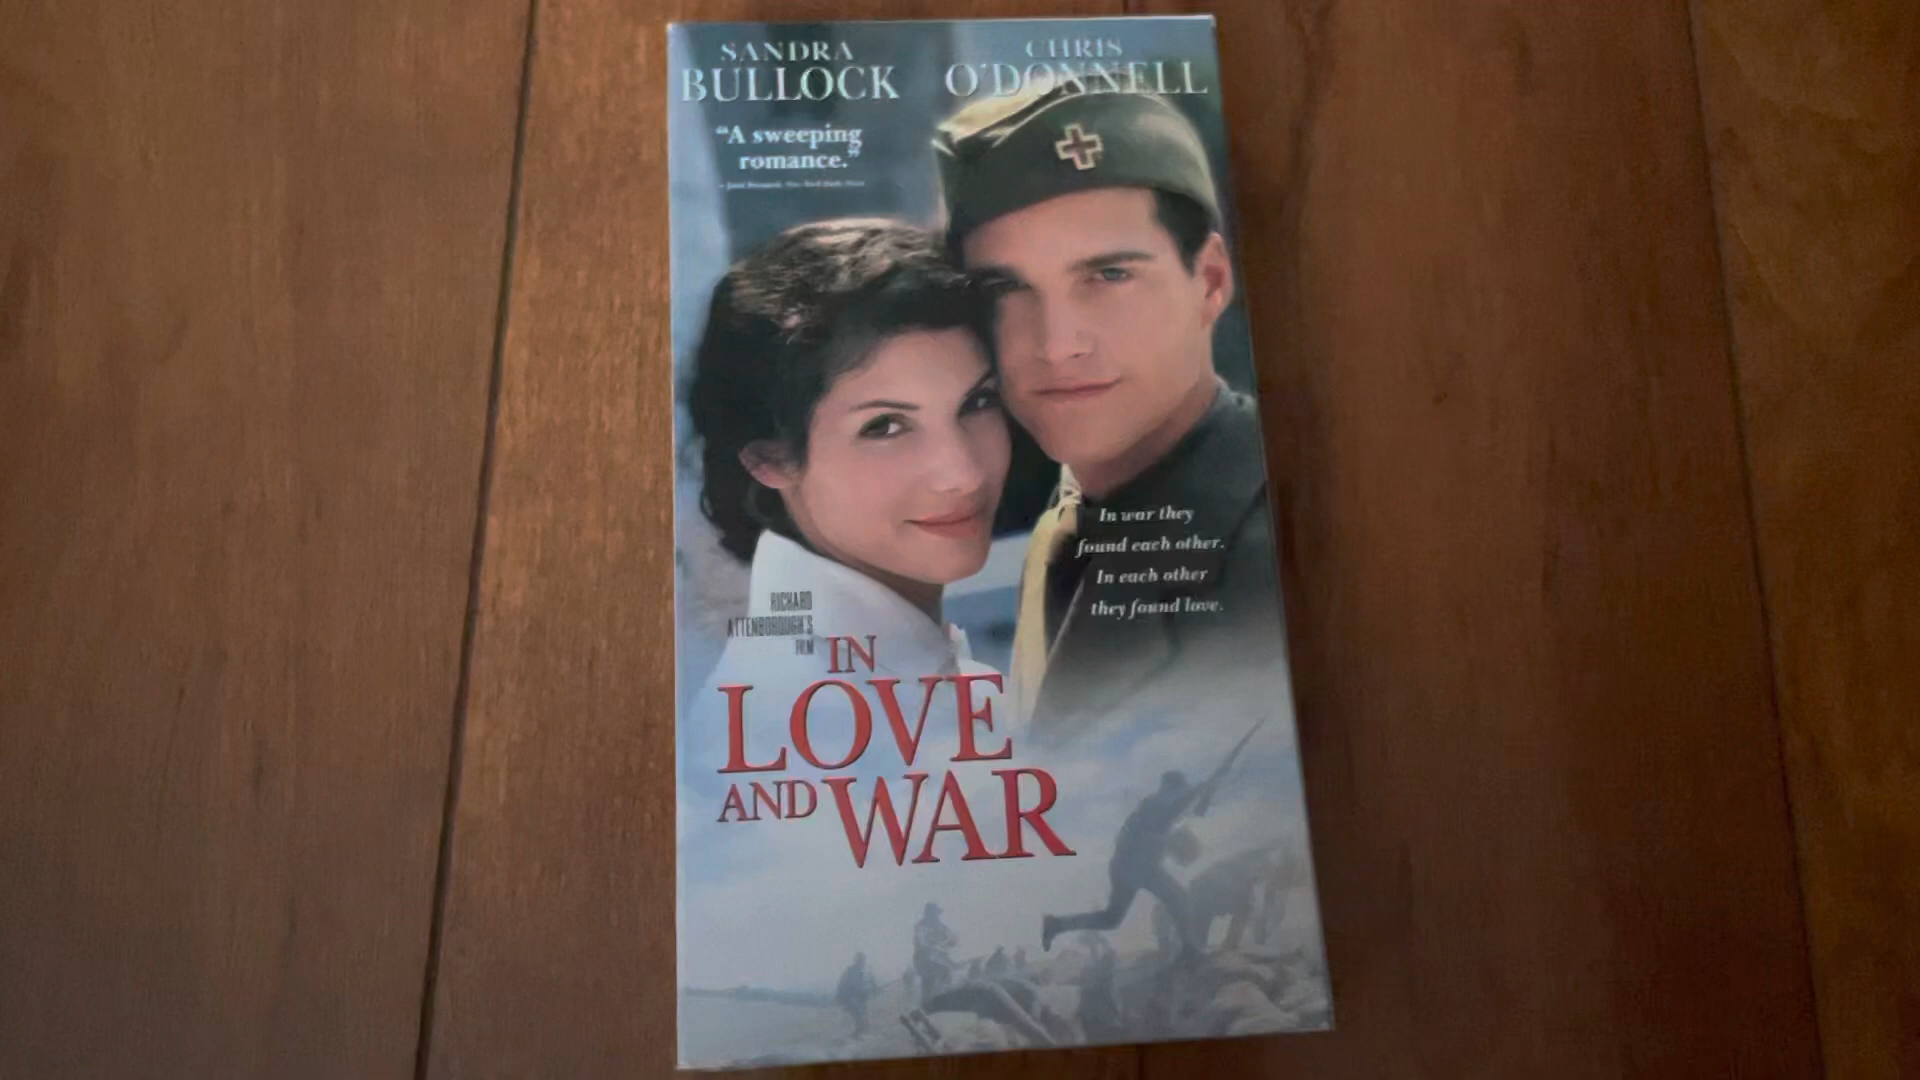 SANDRA
BULLOCK
CHRIS
O'DONNELL
“A sweeping
romance.”
In war they
found each other.
In each other
they found love.
RICHARD
ATTENBOROUGH'S
FILM
IN
LOVE
AND WAR